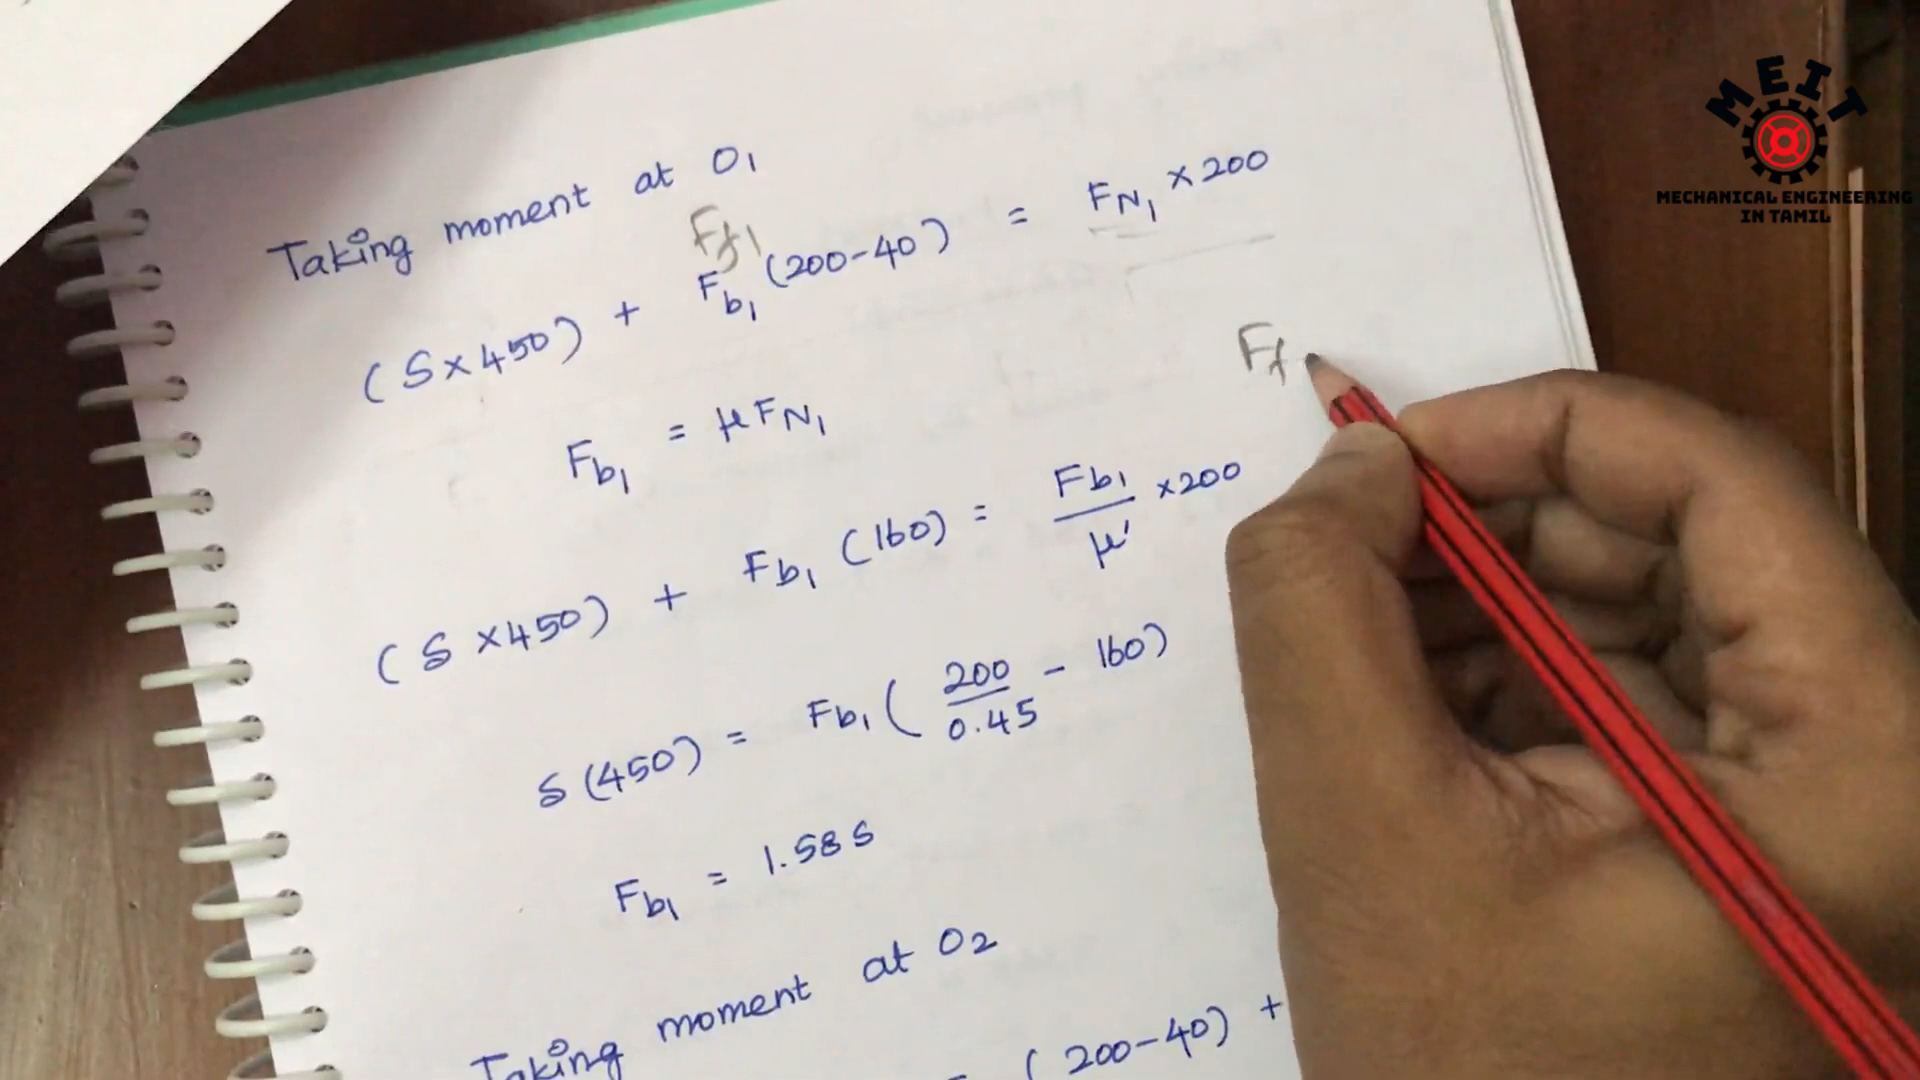 MEIT
MECHANICAL ENGINEERING
IN TAMIL
Taking moment at O1
Ff1
(S×450) + Fb1 (200-40) = FN1 ×200
Ff
Fb1 = μFN1
(S×450) + Fb1 (160) = Fb1/μ' ×200
S(450) = Fb1 ( 200/0.45 - 160)
Fb1 = 1.58 S
Taking moment at O2
= (200-40) +